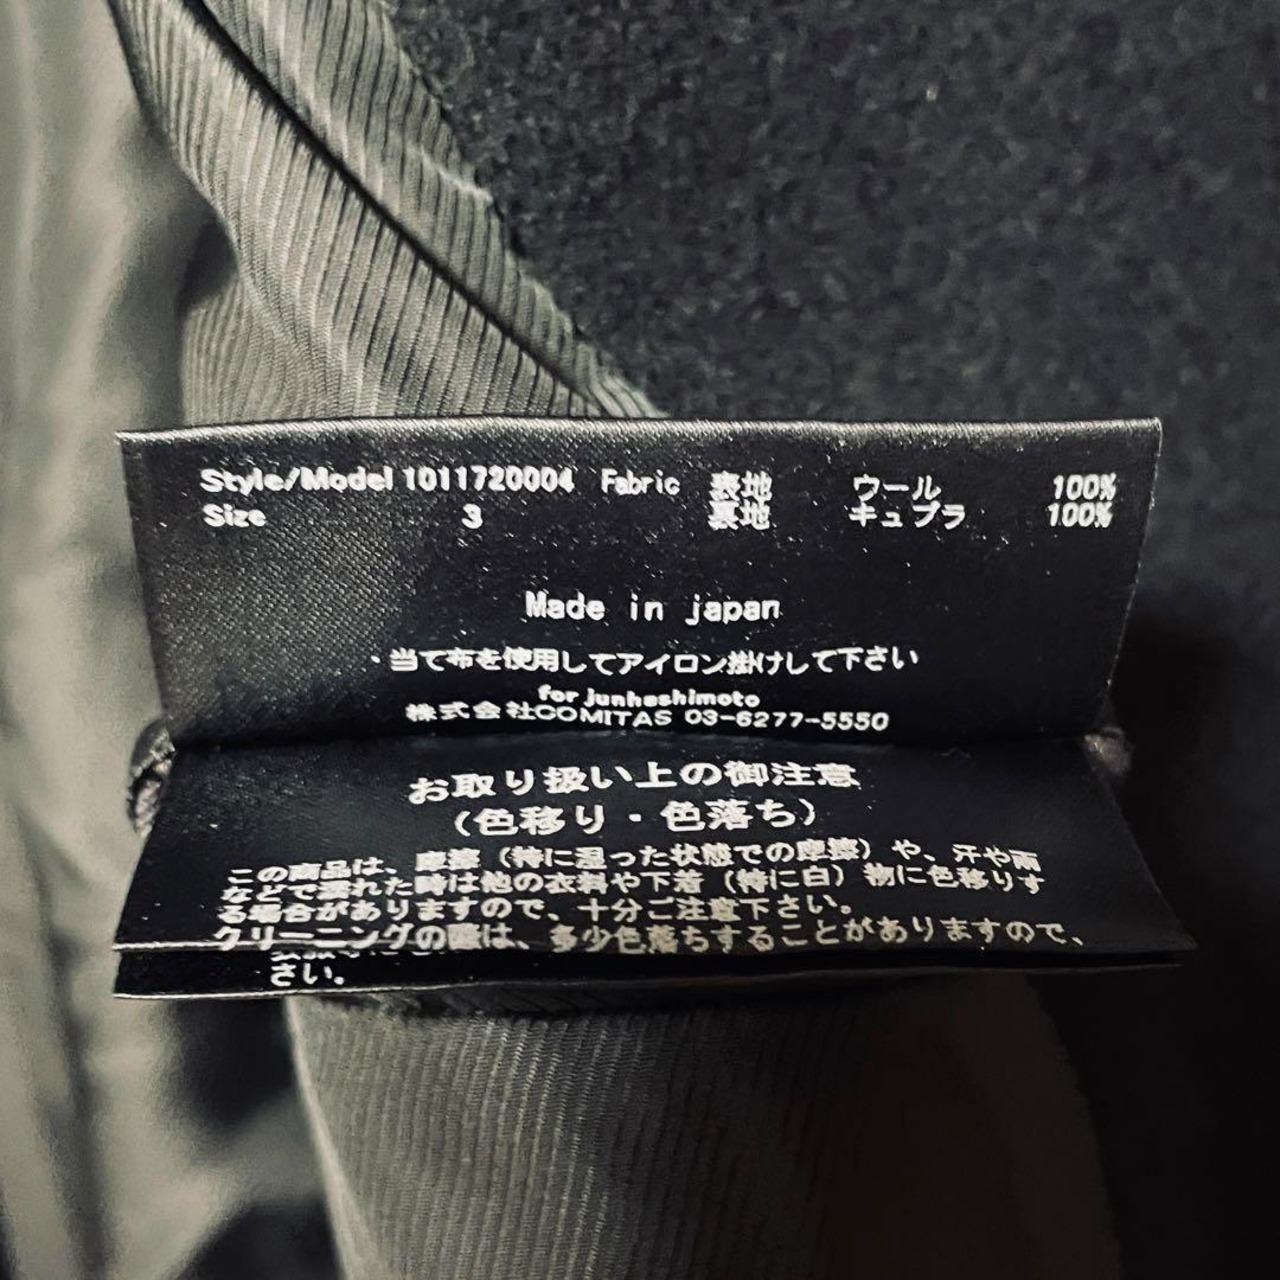 Style/Model 1011720004 Fabric 表地 ウール 100%
Size 3 裏地 キュプラ 100%
Made in japan
・当て布を使用してアイロン掛けして下さい
for junhashimoto
株式会社COMITAS 03-6277-5550
お取り扱い上の御注意
（色移り・色落ち）
この商品は、摩擦（特に湿った状態での摩擦）や、汗や雨
などで濡れた時は他の衣料や下着（特に白）物に色移りす
る場合がありますので、十分ご注意下さい。
クリーニングの際は、多少色落ちすることがありますので、
さい。